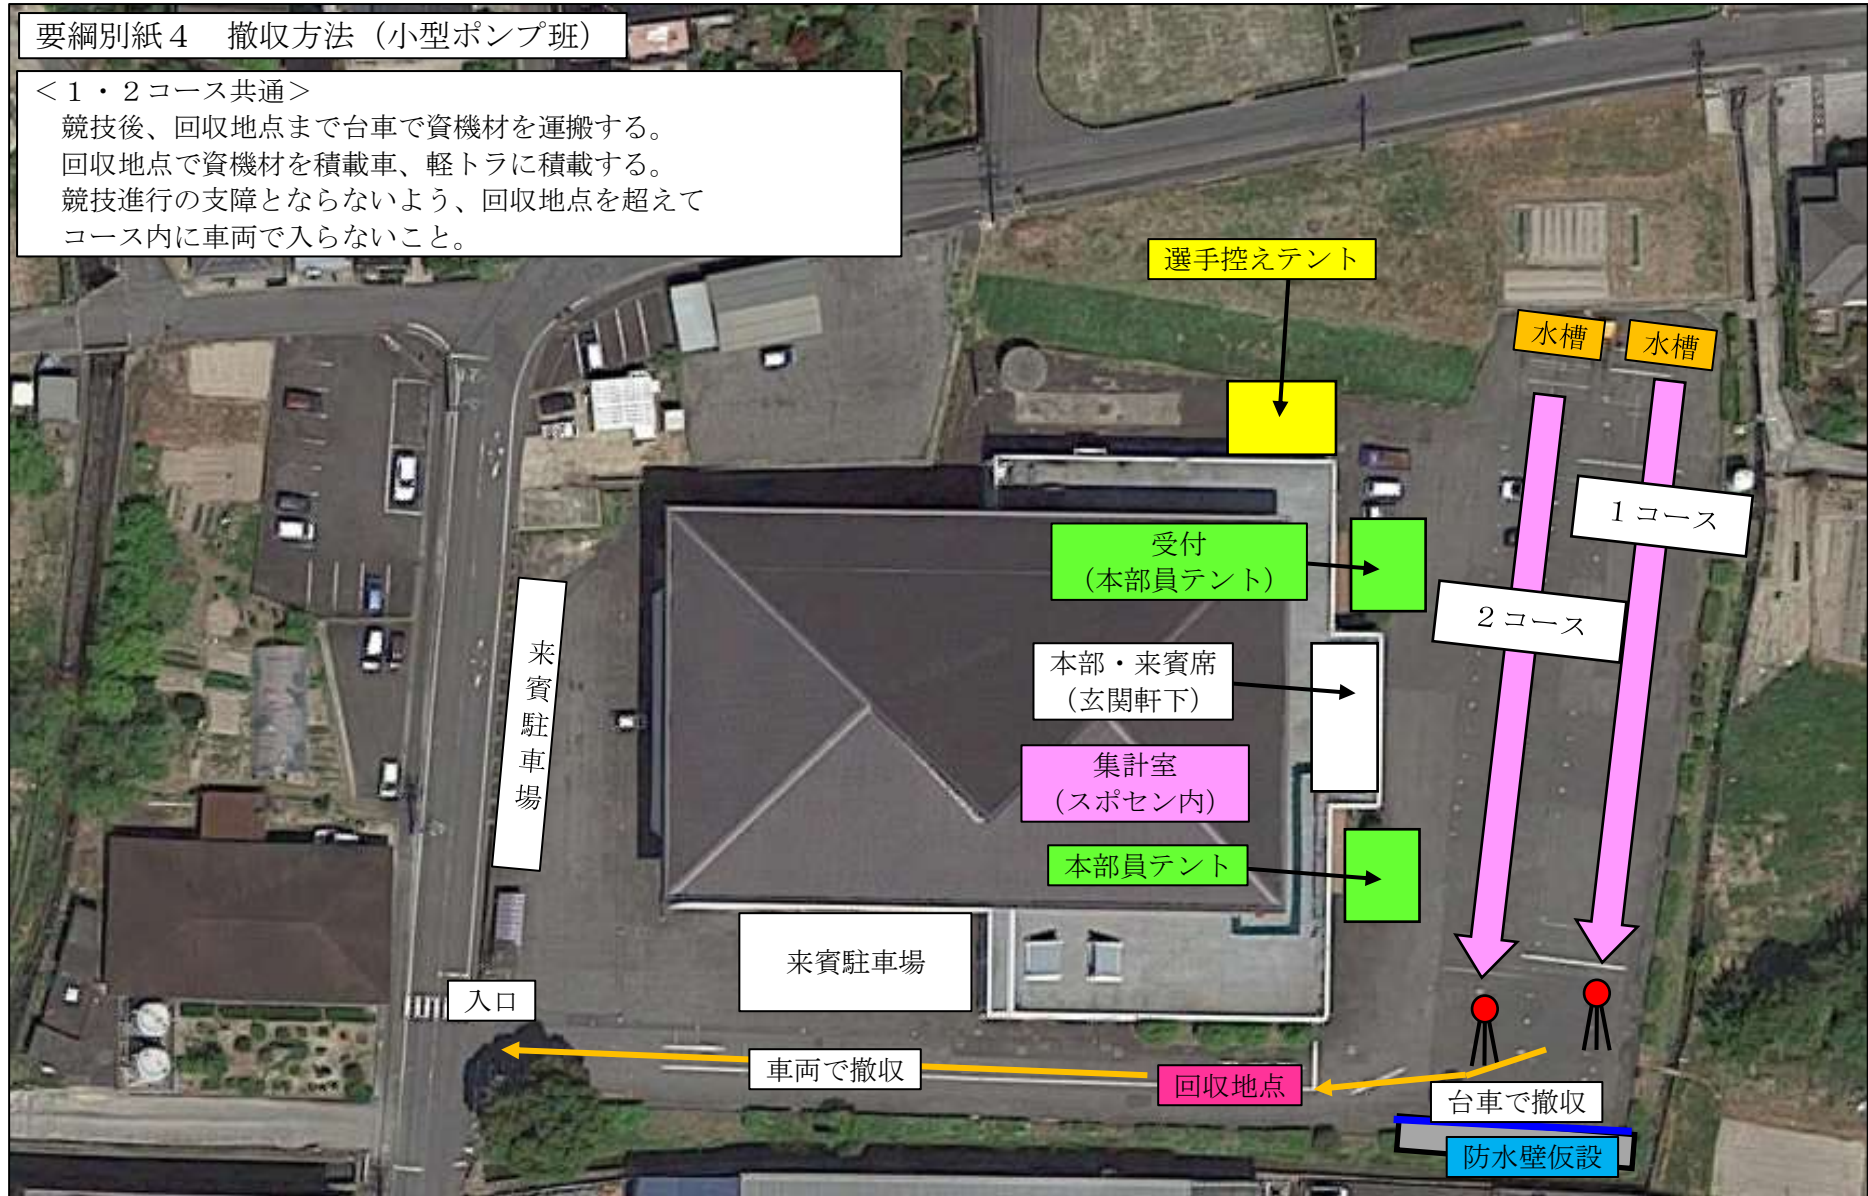 要綱別紙４　撤収方法（小型ポンプ班）
＜１・２コース共通＞
競技後、回収地点まで台車で資機材を運搬する。
回収地点で資機材を積載車、軽トラに積載する。
競技進行の支障とならないよう、回収地点を超えて
コース内に車両で入らないこと。
選手控えテント
水槽
水槽
１コース
受付
（本部員テント）
２コース
来賓駐車場
本部・来賓席
（玄関軒下）
集計室
（スポセン内）
本部員テント
来賓駐車場
入口
車両で撤収
回収地点
台車で撤収
防水壁仮設